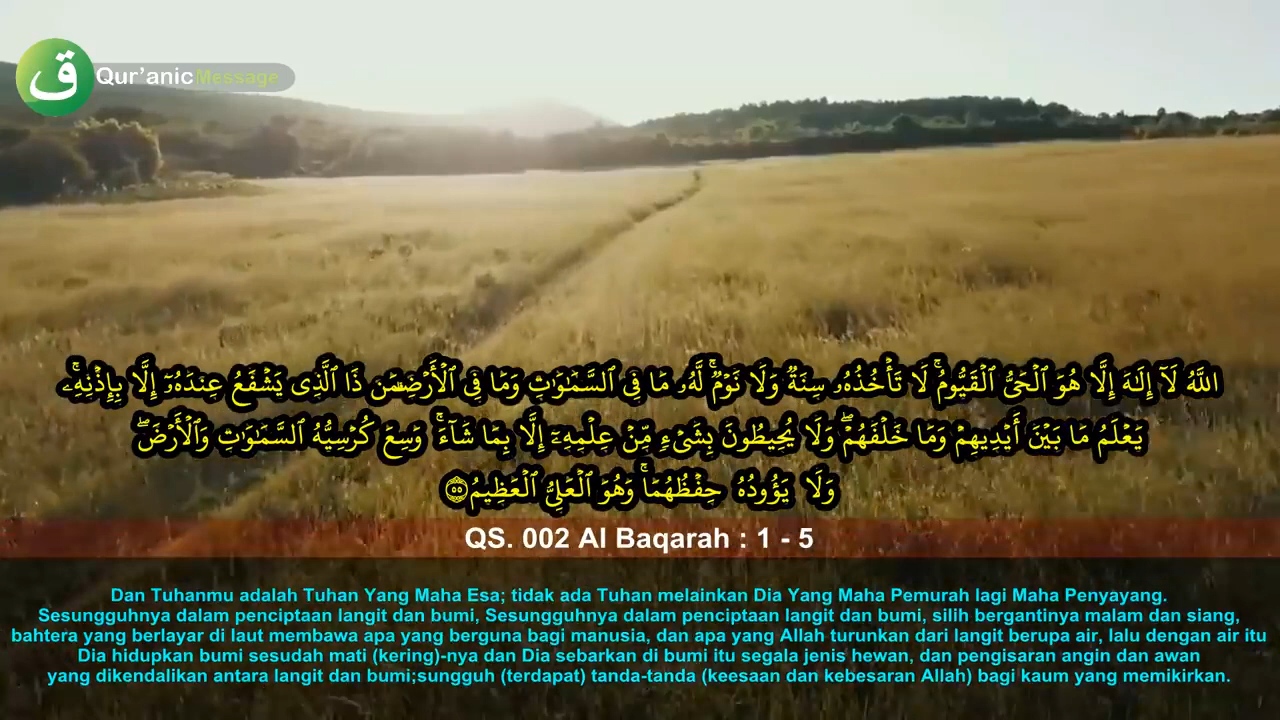 ق
Qur'anic Message
اللَّهُ لَآ إِلَٰهَ إِلَّا هُوَ ٱلْحَىُّ ٱلْقَيُّومُ ۚ لَا تَأْخُذُهُۥ سِنَةٌ وَلَا نَوْمٌ ۚ لَّهُۥ مَا فِى ٱلسَّمَٰوَٰتِ وَمَا فِى ٱلْأَرْضِ ۗ مَن ذَا ٱلَّذِى يَشْفَعُ عِندَهُۥٓ إِلَّا بِإِذْنِهِۦ ۚ
يَعْلَمُ مَا بَيْنَ أَيْدِيهِمْ وَمَا خَلْفَهُمْ ۖ وَلَا يُحِيطُونَ بِشَىْءٍ مِّنْ عِلْمِهِۦٓ إِلَّا بِمَا شَآءَ ۚ وَسِعَ كُرْسِيُّهُ ٱلسَّمَٰوَٰتِ وَٱلْأَرْضَ ۖ
وَلَا يَـُٔودُهُۥ حِفْظُهُمَا ۚ وَهُوَ ٱلْعَلِىُّ ٱلْعَظِيمُ ۝٥٥
QS. 002 Al Baqarah : 1 - 5
Dan Tuhanmu adalah Tuhan Yang Maha Esa; tidak ada Tuhan melainkan Dia Yang Maha Pemurah lagi Maha Penyayang.
Sesungguhnya dalam penciptaan langit dan bumi, Sesungguhnya dalam penciptaan langit dan bumi, silih bergantinya malam dan siang,
bahtera yang berlayar di laut membawa apa yang berguna bagi manusia, dan apa yang Allah turunkan dari langit berupa air, lalu dengan air itu
Dia hidupkan bumi sesudah mati (kering)-nya dan Dia sebarkan di bumi itu segala jenis hewan, dan pengisaran angin dan awan
yang dikendalikan antara langit dan bumi;sungguh (terdapat) tanda-tanda (keesaan dan kebesaran Allah) bagi kaum yang memikirkan.